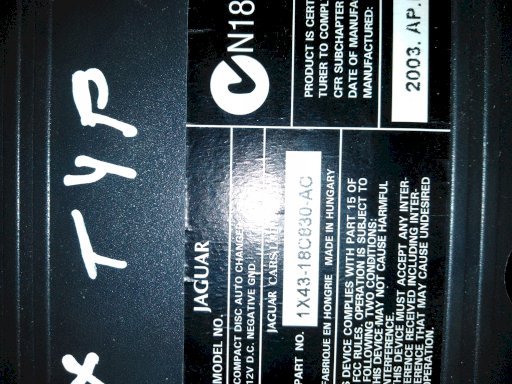 X TYP
N18
PRODUCT IS CERT
TURER TO COMPL
CFR SUBCHAPTER
DATE OF MANUFA
MANUFACTURED:
2003. AP.
JAGUAR
MODEL NO.
COMPACT DISC AUTO CHANGE
12V D.C. NEGATIVE GND.
JAGUAR CARS
PART NO. 1X43-18C830-AC
FABRIQUE EN HONGRIE MADE IN HUNGARY
DEVICE COMPLIES WITH PART 15 OF
FCC RULES. OPERATION IS SUBJECT TO
FOLLOWING TWO CONDITIONS:
THIS DEVICE MAY NOT CAUSE HARMFUL
INTERFERENCE.
THIS DEVICE MUST ACCEPT ANY INTER-
FERENCE RECEIVED INCLUDING INTER-
FERENCE THAT MAY CAUSE UNDESIRED
OPERATION.